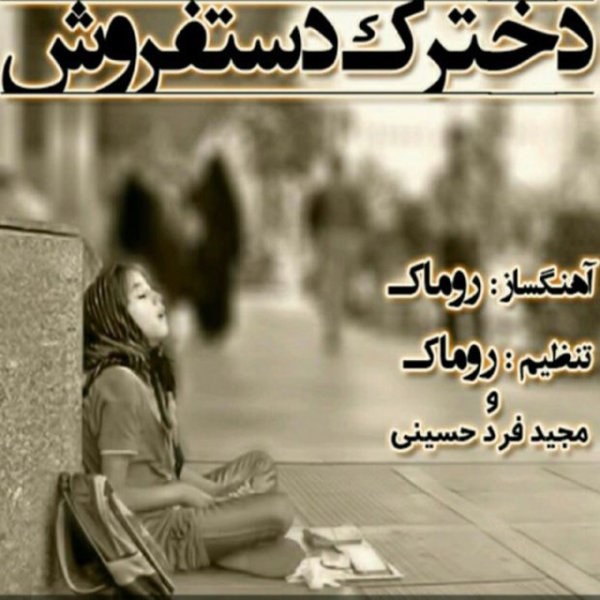 دخترک دستفروش
آهنگساز: روماک
تنظیم: روماک
و
مجید فرد حسینی